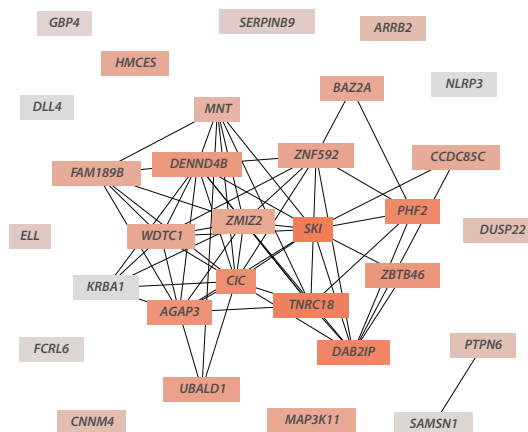 GBP4
SERPINB9
ARRB2
HMCES
BAZ2A
NLRP3
DLL4
MNT
DENND4B
ZNF592
CCDC85C
FAM189B
PHF2
ZMIZ2
SKI
DUSP22
ELL
WDTC1
ZBTB46
KRBA1
CIC
TNRC18
AGAP3
FCRL6
DAB2IP
PTPN6
UBALD1
CNNM4
MAP3K11
SAMSN1